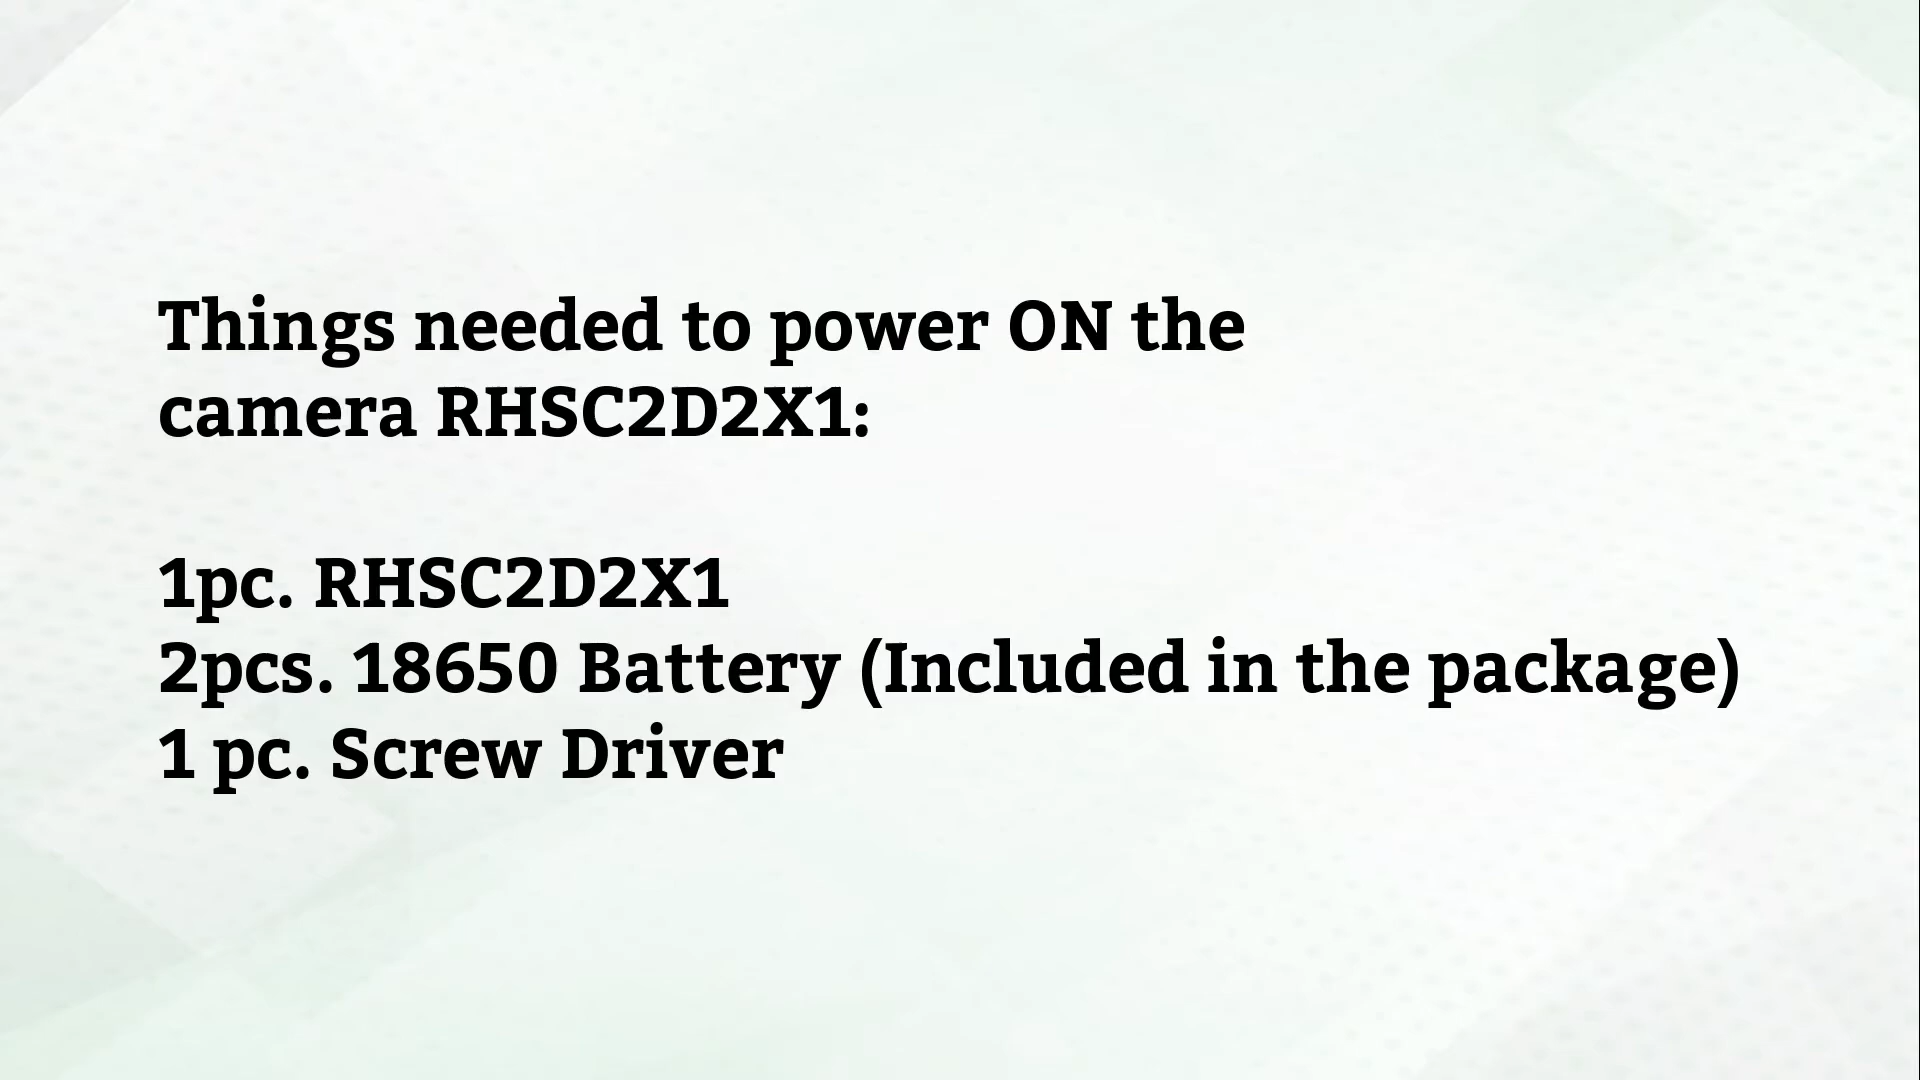 Things needed to power ON the
camera RHSC2D2X1:
1pc. RHSC2D2X1
2pcs. 18650 Battery (Included in the package)
1 pc. Screw Driver